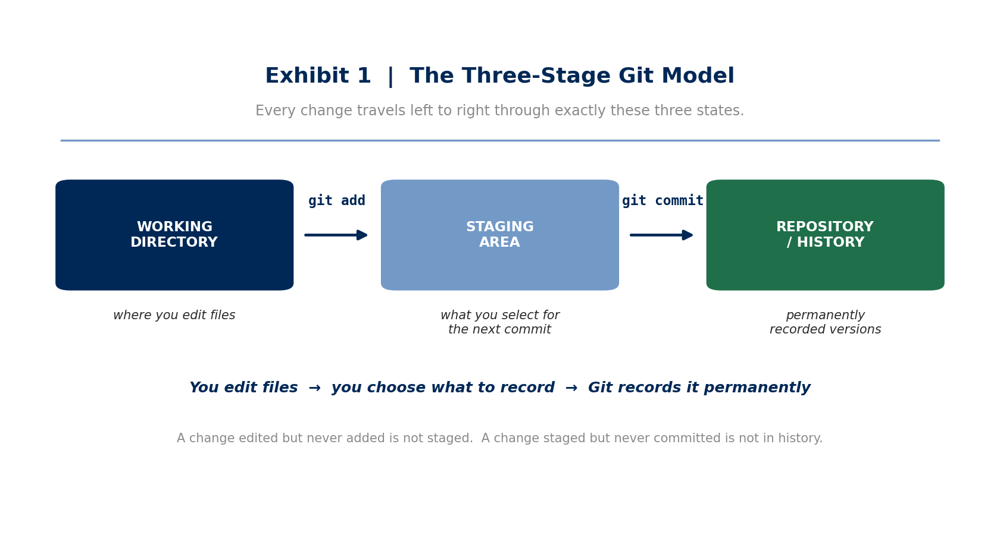 Exhibit 1 | The Three-Stage Git Model
Every change travels left to right through exactly these three states.
WORKING
DIRECTORY
git add
STAGING
AREA
git commit
REPOSITORY
/ HISTORY
where you edit files
what you select for
the next commit
permanently
recorded versions
You edit files → you choose what to record → Git records it permanently
A change edited but never added is not staged.  A change staged but never committed is not in history.